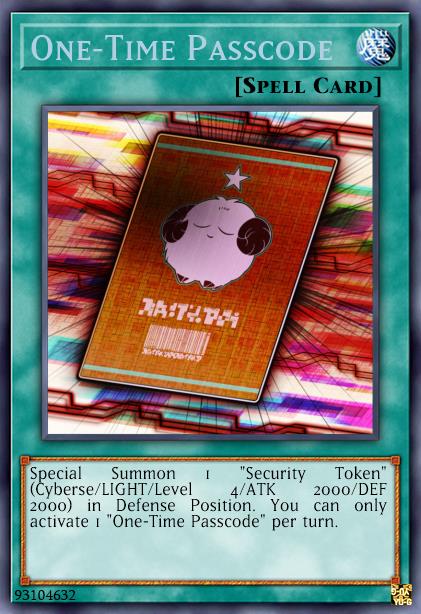 One-Time Passcode
[Spell Card]
Special Summon 1 "Security Token"
(Cyberse/LIGHT/Level 4/ATK 2000/DEF
2000) in Defense Position. You can only
activate 1 "One-Time Passcode" per turn.
93104632